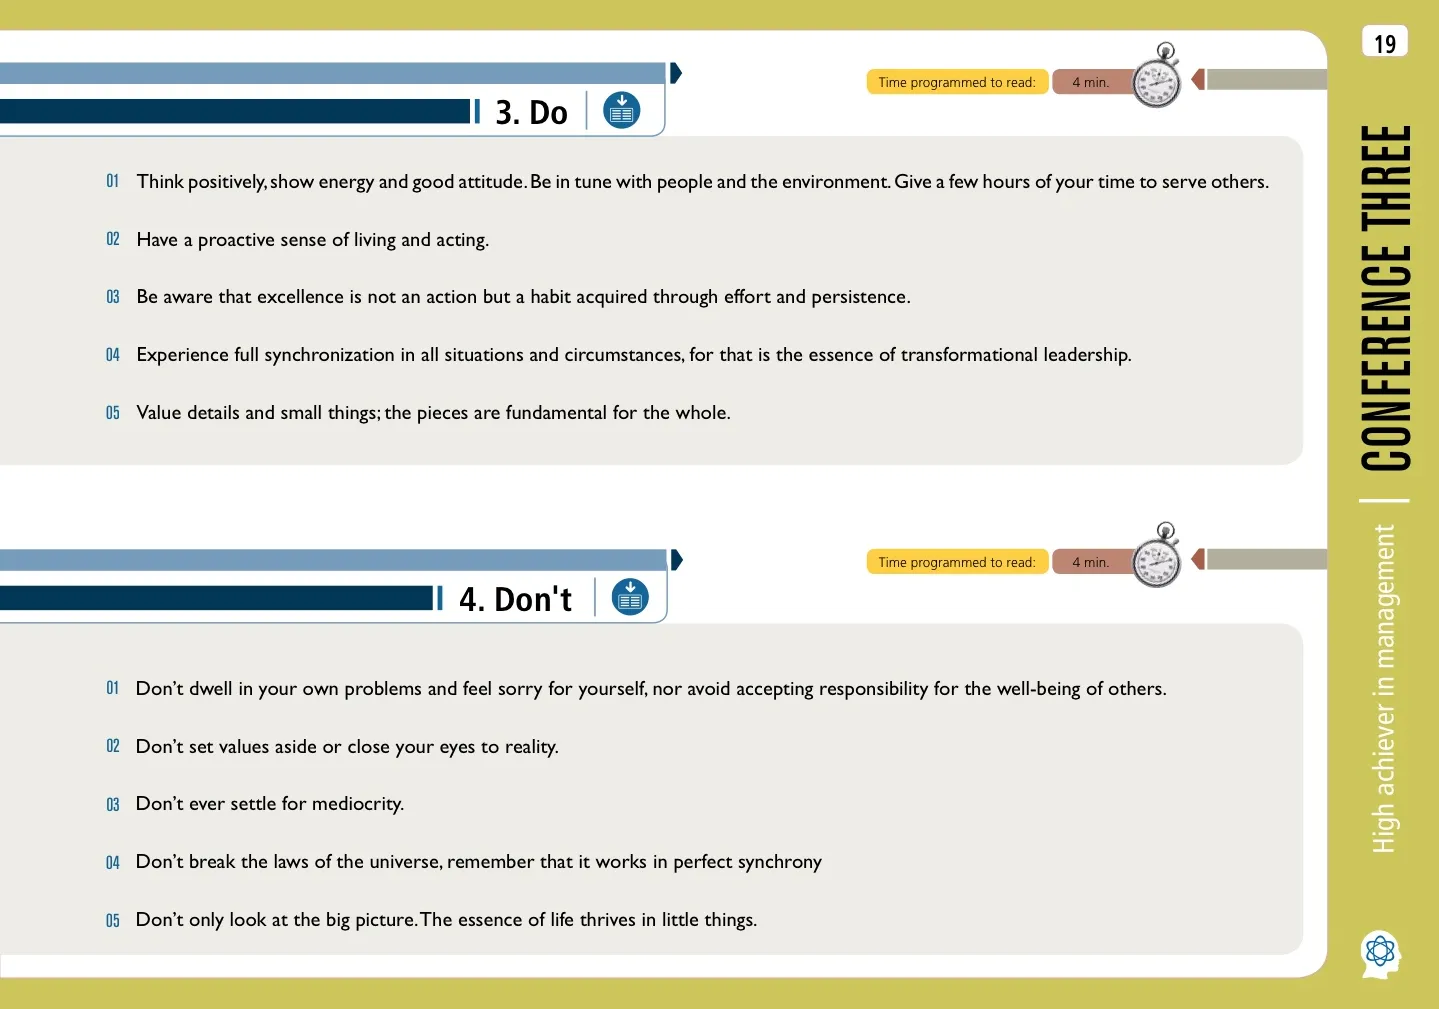 19
Time programmed to read: 4 min.
3. Do
01 Think positively, show energy and good attitude. Be in tune with people and the environment. Give a few hours of your time to serve others.
02 Have a proactive sense of living and acting.
03 Be aware that excellence is not an action but a habit acquired through effort and persistence.
04 Experience full synchronization in all situations and circumstances, for that is the essence of transformational leadership.
05 Value details and small things; the pieces are fundamental for the whole.
Time programmed to read: 4 min.
4. Don't
01 Don’t dwell in your own problems and feel sorry for yourself, nor avoid accepting responsibility for the well-being of others.
02 Don’t set values aside or close your eyes to reality.
03 Don’t ever settle for mediocrity.
04 Don’t break the laws of the universe, remember that it works in perfect synchrony
05 Don’t only look at the big picture. The essence of life thrives in little things.
High achiever in management | CONFERENCE THREE